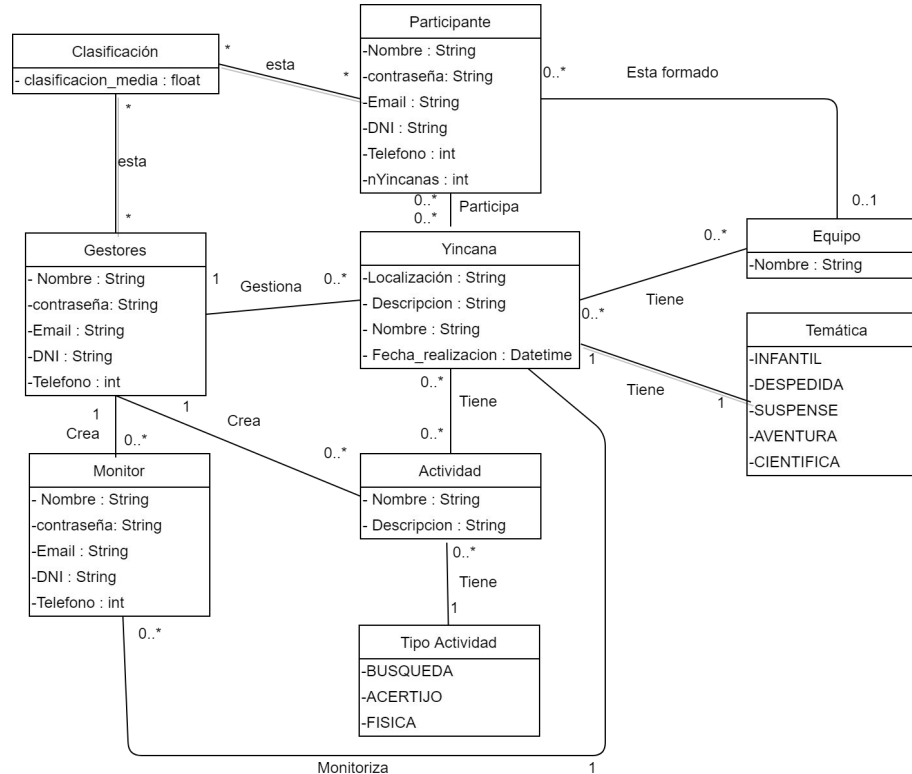 Participante
-Nombre : String
-contraseña: String
-Email : String
-DNI : String
-Telefono : int
-nYincanas : int
Clasificación
- clasificacion_media : float
*
esta
*
0..*
Esta formado
0..1
*
esta
*
0..*
Participa
0..*
Gestores
- Nombre : String
-contraseña: String
-Email : String
-DNI : String
-Telefono : int
1
Gestiona
0..*
Yincana
-Localización : String
- Descripcion : String
- Nombre : String
- Fecha_realizacion : Datetime
0..*
Tiene
0..*
Equipo
-Nombre : String
1
Tiene
1
Temática
-INFANTIL
-DESPEDIDA
-SUSPENSE
-AVENTURA
-CIENTIFICA
1
Crea
0..*
1
Crea
0..*
0..*
Tiene
0..*
Monitor
- Nombre : String
-contraseña: String
-Email : String
-DNI : String
-Telefono : int
Actividad
- Nombre : String
- Descripcion : String
0..*
Tiene
1
Tipo Actividad
-BUSQUEDA
-ACERTIJO
-FISICA
0..*
Monitoriza
1